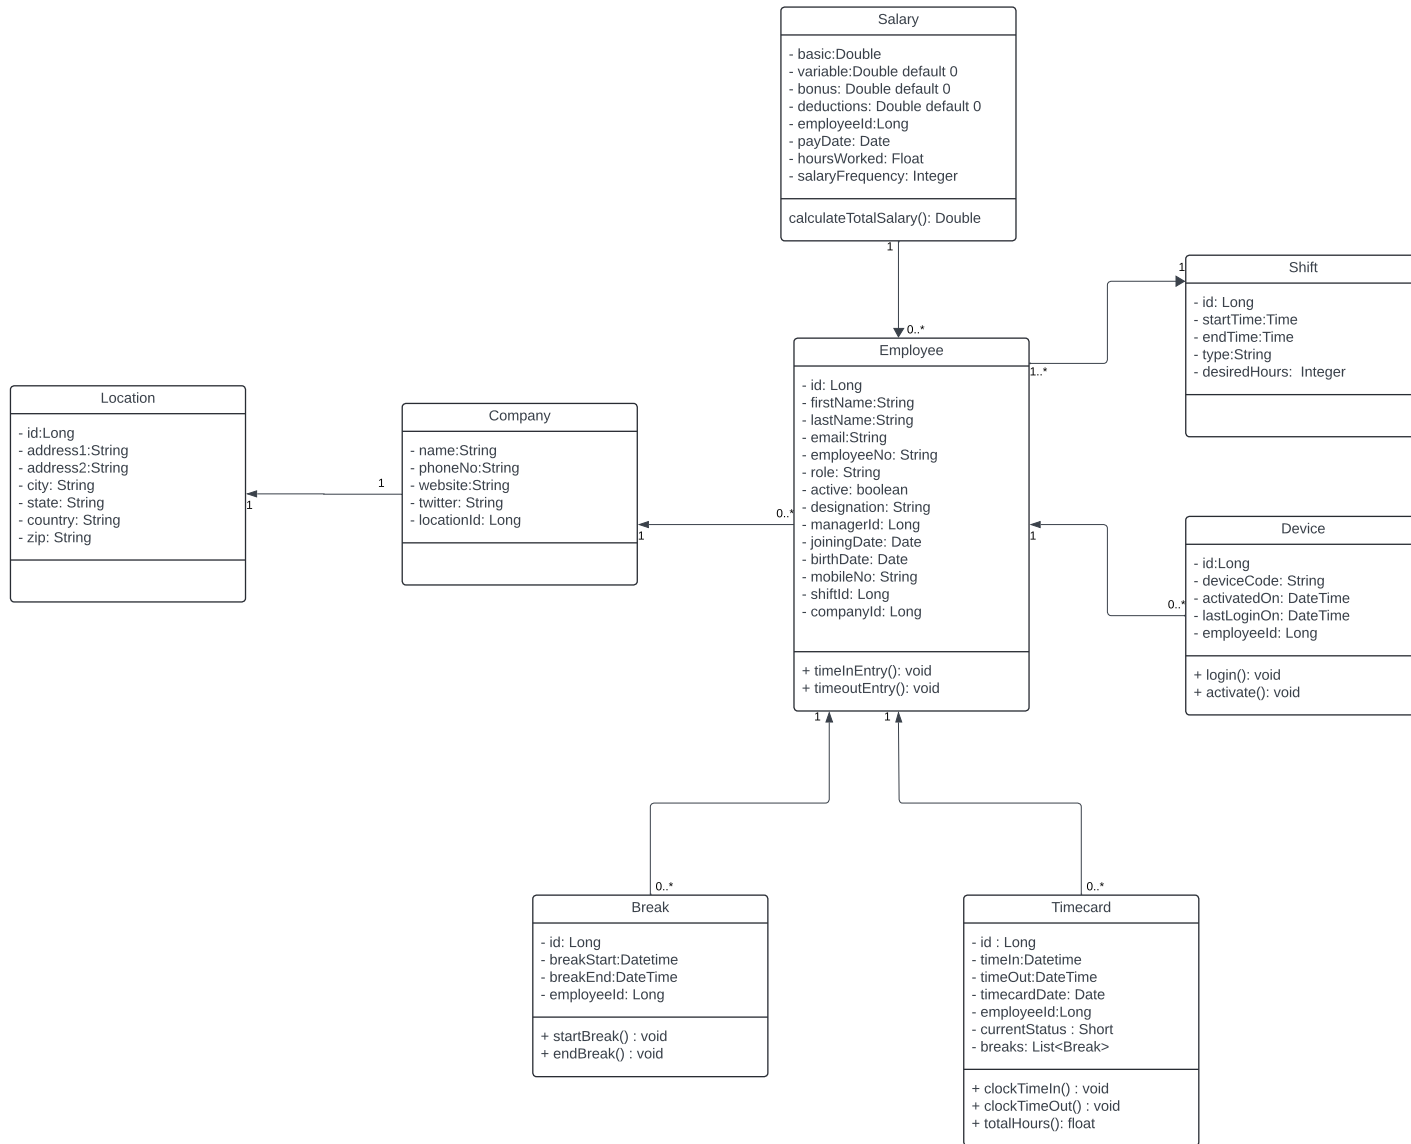 Salary
- basic:Double
- variable:Double default 0
- bonus: Double default 0
- deductions: Double default 0
- employeeId:Long
- payDate: Date
- hoursWorked: Float
- salaryFrequency: Integer
calculateTotalSalary(): Double
1
0..*
Shift
1
- id: Long
- startTime:Time
- endTime:Time
- type:String
- desiredHours:  Integer
Employee
1..*
- id: Long
- firstName:String
- lastName:String
- email:String
- employeeNo: String
- role: String
- active: boolean
- designation: String
- managerId: Long
- joiningDate: Date
- birthDate: Date
- mobileNo: String
- shiftId: Long
- companyId: Long
+ timeInEntry(): void
+ timeoutEntry(): void
Location
- id:Long
- address1:String
- address2:String
- city: String
- state: String
- country: String
- zip: String
1
1
Company
- name:String
- phoneNo:String
- website:String
- twitter: String
- locationId: Long
1
0..*
Device
1
0..*
- id:Long
- deviceCode: String
- activatedOn: DateTime
- lastLoginOn: DateTime
- employeeId: Long
+ login(): void
+ activate(): void
1
1
0..*
0..*
Break
- id: Long
- breakStart:Datetime
- breakEnd:DateTime
- employeeId: Long
+ startBreak() : void
+ endBreak() : void
Timecard
- id : Long
- timeIn:Datetime
- timeOut:DateTime
- timecardDate: Date
- employeeId:Long
- currentStatus : Short
- breaks: List<Break>
+ clockTimeIn() : void
+ clockTimeOut() : void
+ totalHours(): float